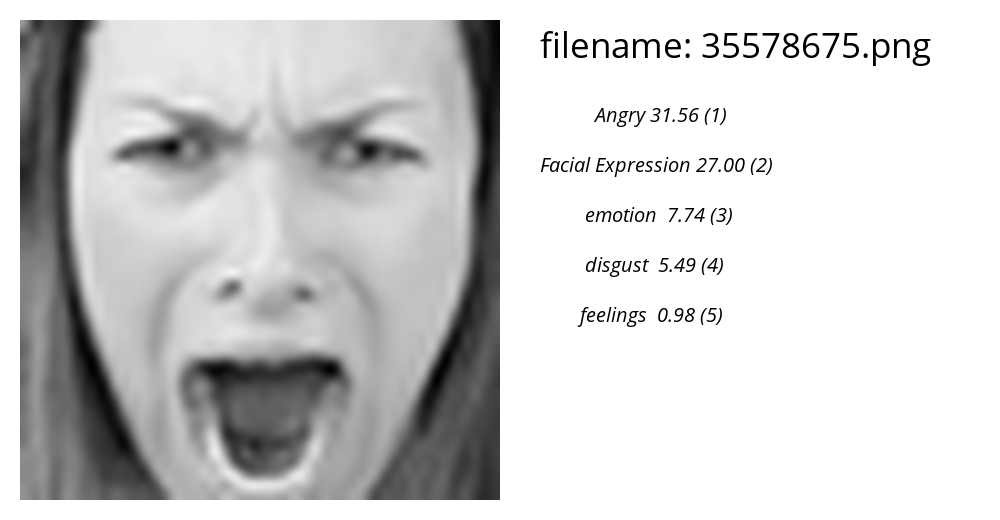 filename: 35578675.png
Angry 31.56 (1)
Facial Expression 27.00 (2)
emotion 7.74 (3)
disgust 5.49 (4)
feelings 0.98 (5)